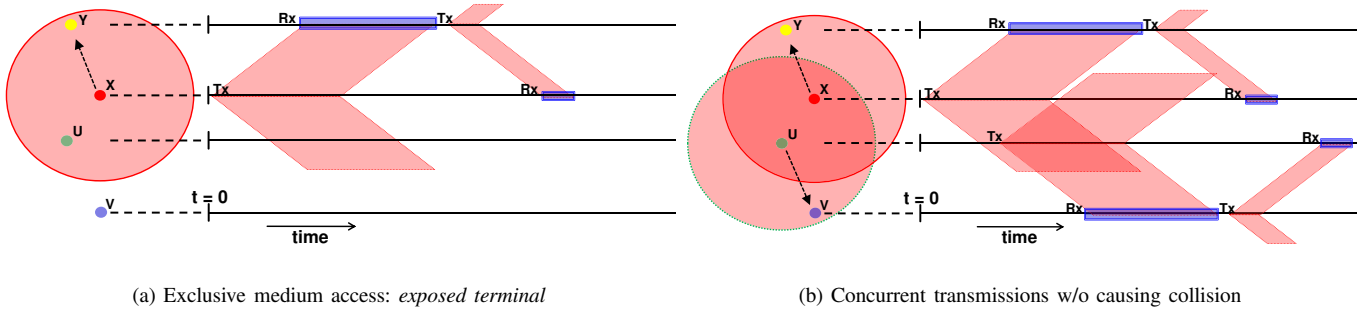 Y
Rx
Tx
X
Tx
Rx
U
V
t = 0
time
(a) Exclusive medium access: exposed terminal
Y
Rx
Tx
X
Tx
Rx
U
Tx
Rx
V
t = 0
Rx
Tx
time
(b) Concurrent transmissions w/o causing collision